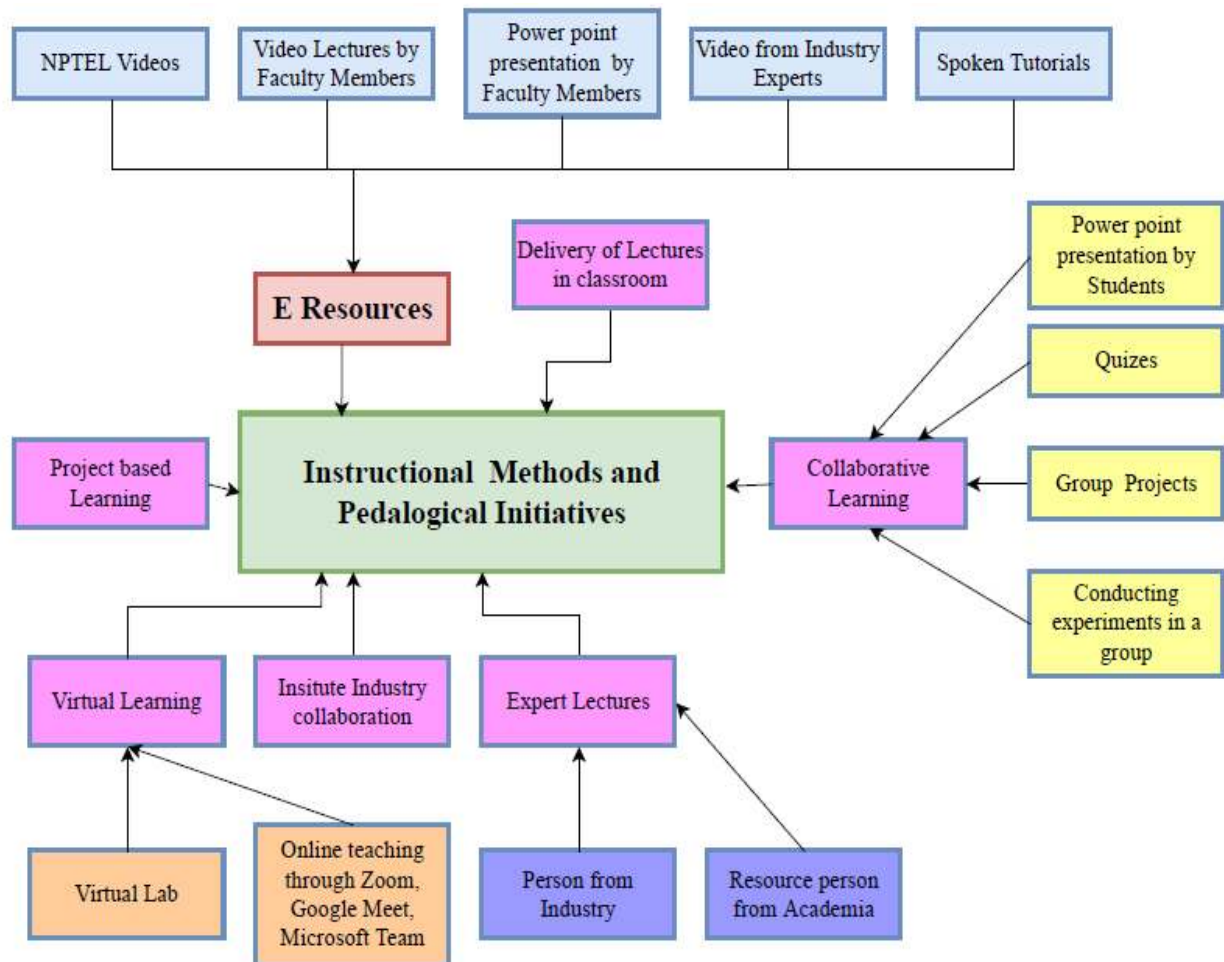 NPTEL Videos
Video Lectures by
Faculty Members
Power point
presentation by
Faculty Members
Video from Industry
Experts
Spoken Tutorials
E Resources
Delivery of Lectures
in classroom
Power point
presentation by
Students
Quizes
Group Projects
Conducting
experiments in a
group
Collaborative
Learning
Project based
Learning
Instructional Methods and
Pedalogical Initiatives
Virtual Learning
Insitute Industry
collaboration
Expert Lectures
Virtual Lab
Online teaching
through Zoom,
Google Meet,
Microsoft Team
Person from
Industry
Resource person
from Academia